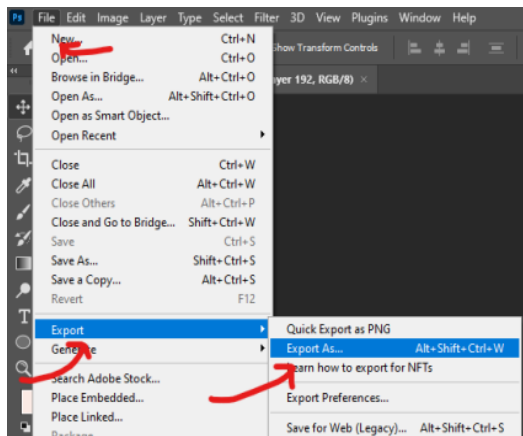 Ps File Edit Image Layer Type Select Filter 3D View Plugins Window Help
New... Ctrl+N
Show Transform Controls
Open... Ctrl+O
Browse in Bridge... Alt+Ctrl+O
yer 192, RGB/8) ×
Open As... Alt+Shift+Ctrl+O
Open as Smart Object...
Open Recent
Close Ctrl+W
Close All Alt+Ctrl+W
Close Others Alt+Ctrl+P
Close and Go to Bridge... Shift+Ctrl+W
Save Ctrl+S
Save As... Shift+Ctrl+S
Save a Copy... Alt+Ctrl+S
Revert F12
Export
Quick Export as PNG
Generate
Export As... Alt+Shift+Ctrl+W
Learn how to export for NFTs
Search Adobe Stock...
Place Embedded...
Export Preferences...
Place Linked...
Save for Web (Legacy)... Alt+Shift+Ctrl+S
Package...